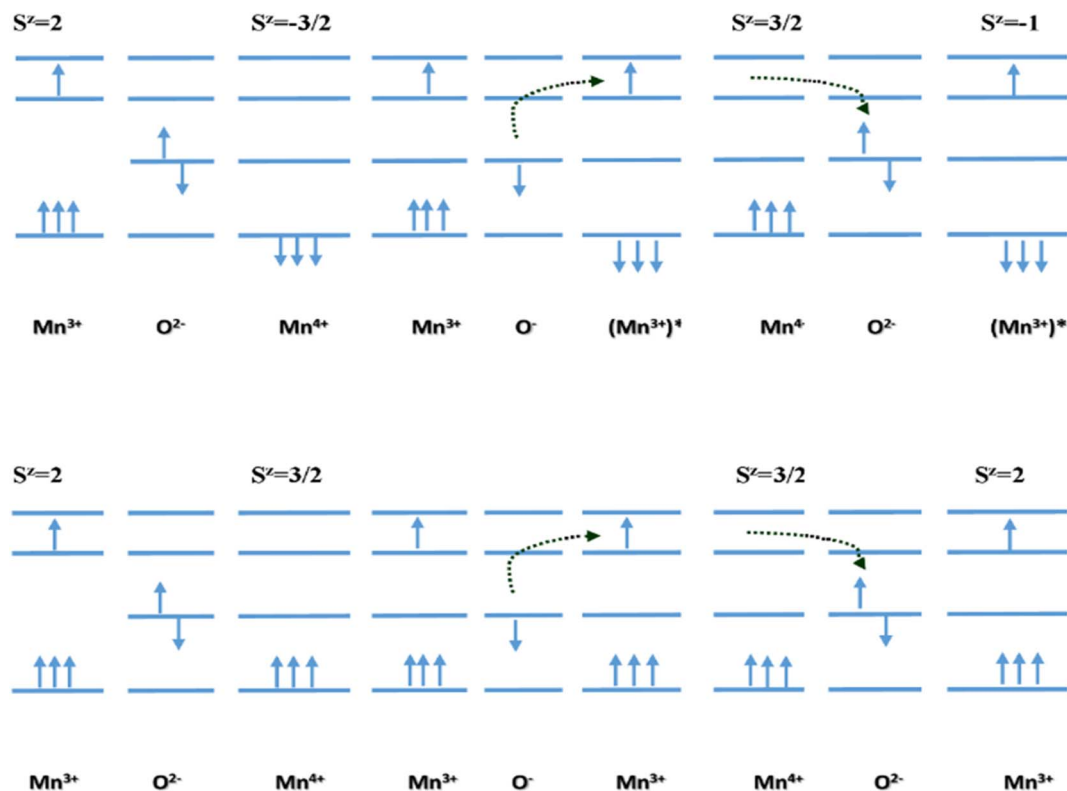 S^z=2 S^z=-3/2 S^z=3/2 S^z=-1
Mn³⁺ O²⁻ Mn⁴⁺ Mn³⁺ O⁻ (Mn³⁺)* Mn⁴⁻ O²⁻ (Mn³⁺)*
S^z=2 S^z=3/2 S^z=3/2 S^z=2
Mn³⁺ O²⁻ Mn⁴⁺ Mn³⁺ O⁻ Mn³⁺ Mn⁴⁺ O²⁻ Mn³⁺